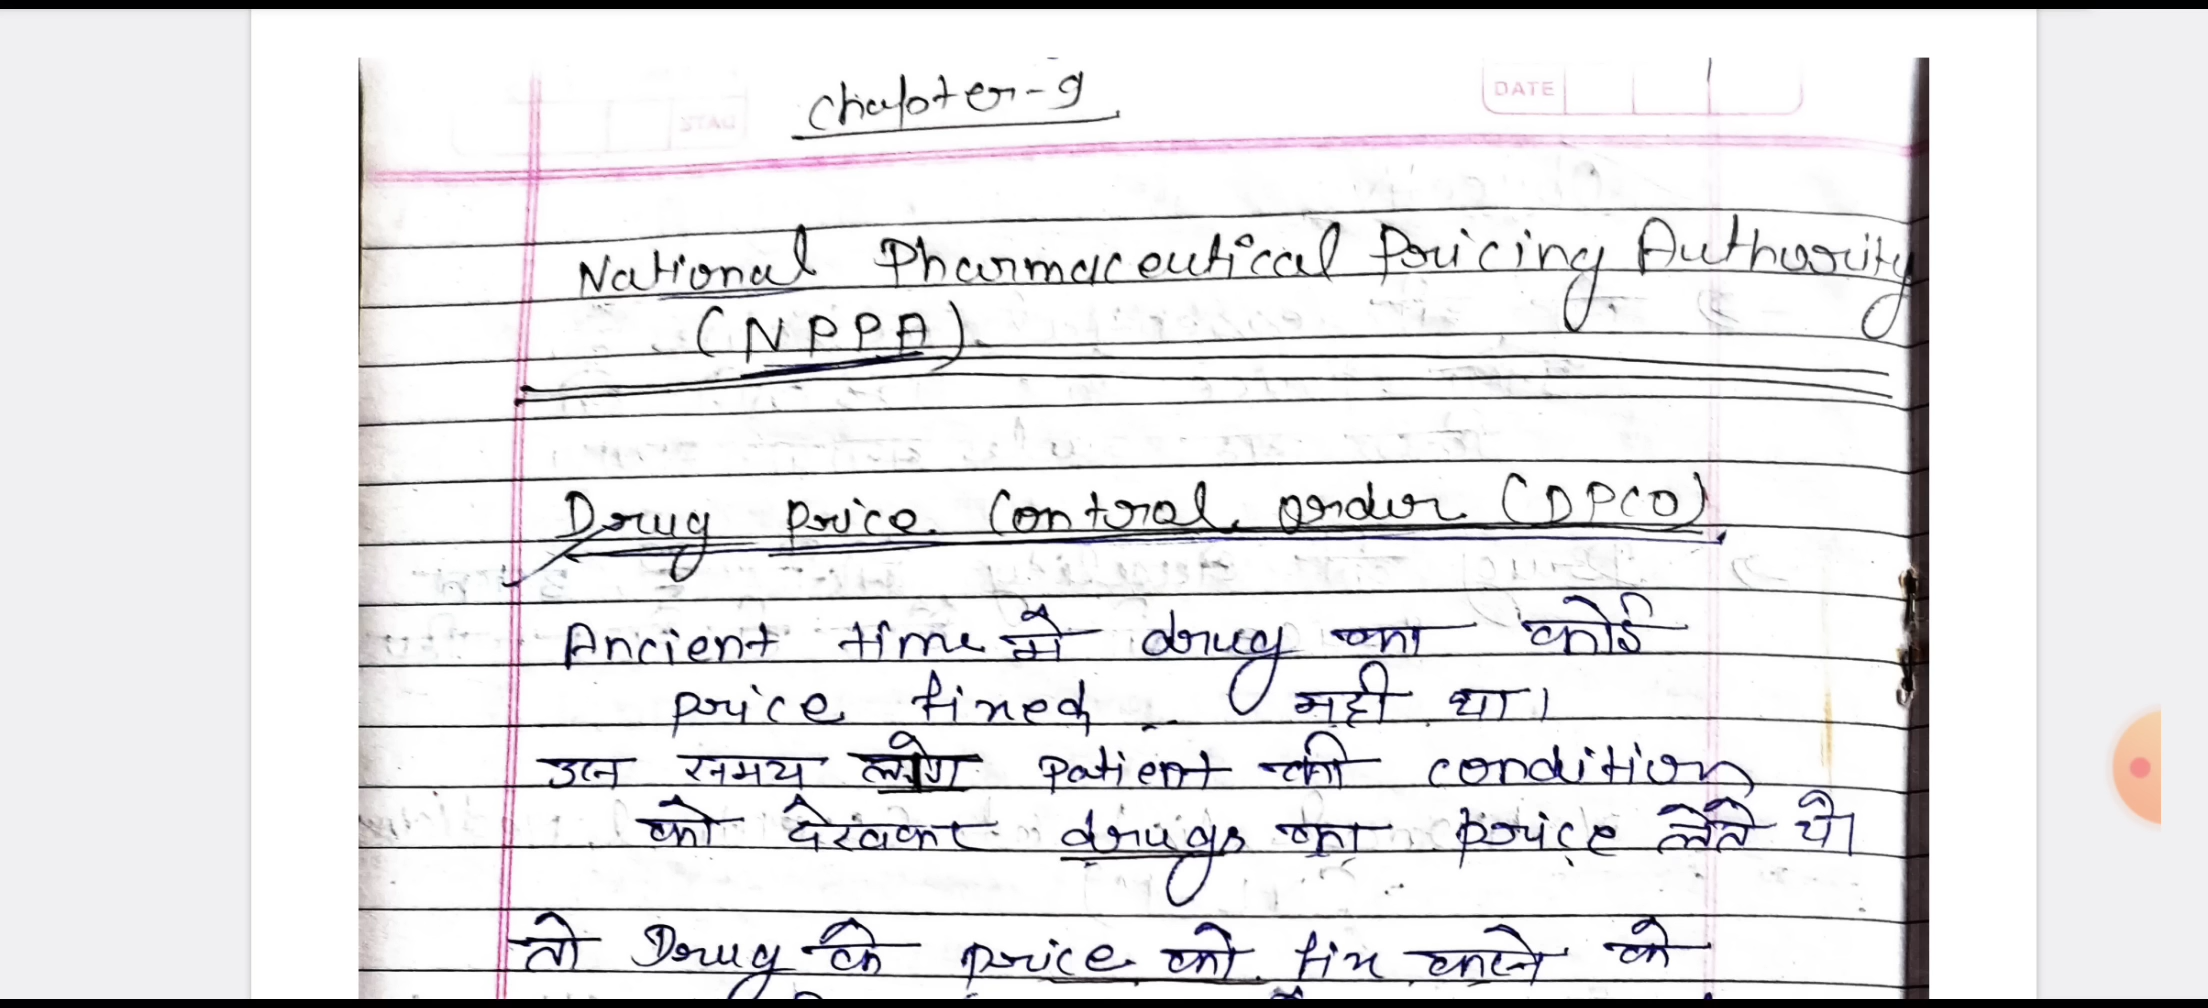 Chapter-9
DATE
National Pharmaceutical Pricing Authority
(NPPA)
Drug price Control order (DPCO)
Ancient time मे drug का कोई
price fixed नही था।
उस समय लोग patient की condition
को देखकर drugs का price लेते थे।
तो Drug के price को fix करने के